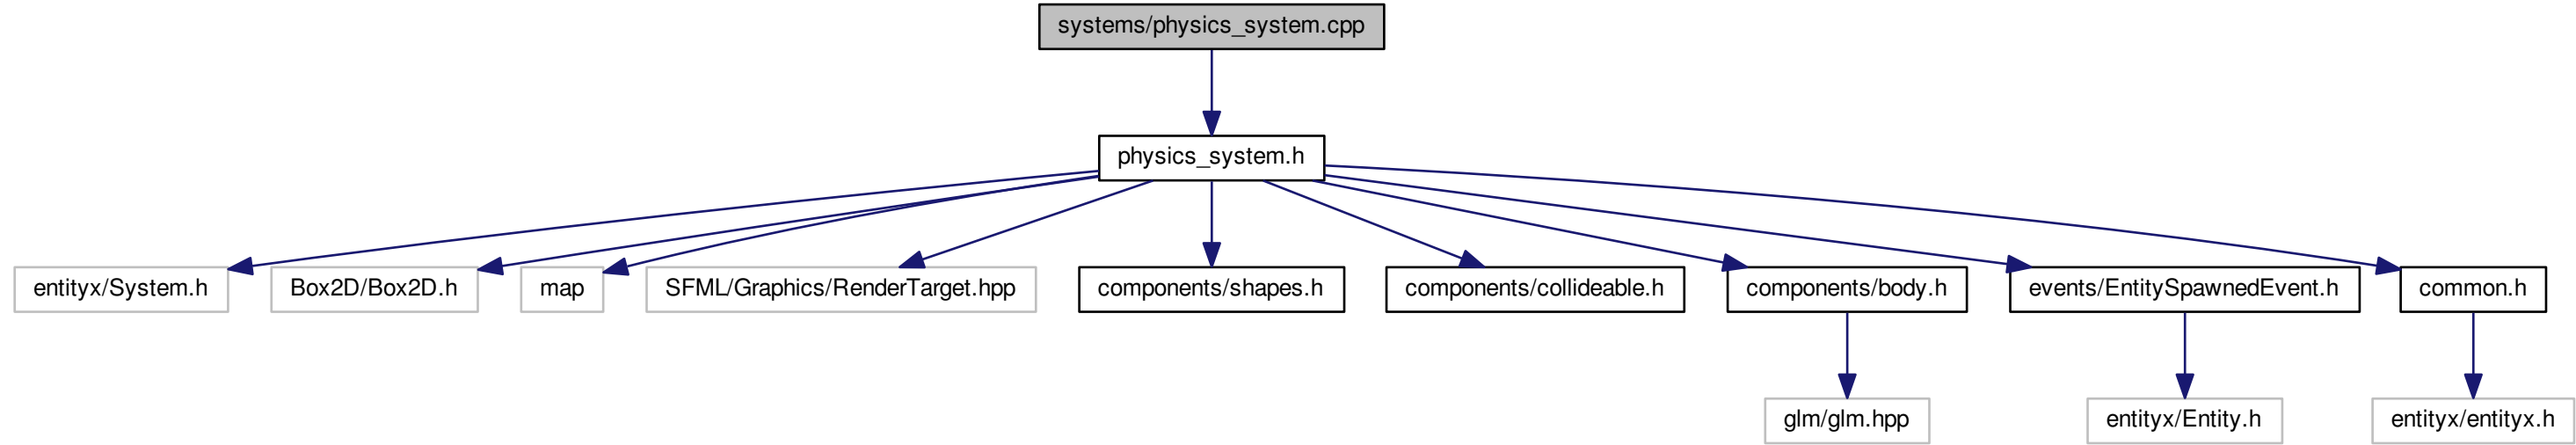 systems/physics_system.cpp
physics_system.h
entityx/System.h
Box2D/Box2D.h
map
SFML/Graphics/RenderTarget.hpp
components/shapes.h
components/collideable.h
components/body.h
events/EntitySpawnedEvent.h
common.h
glm/glm.hpp
entityx/Entity.h
entityx/entityx.h